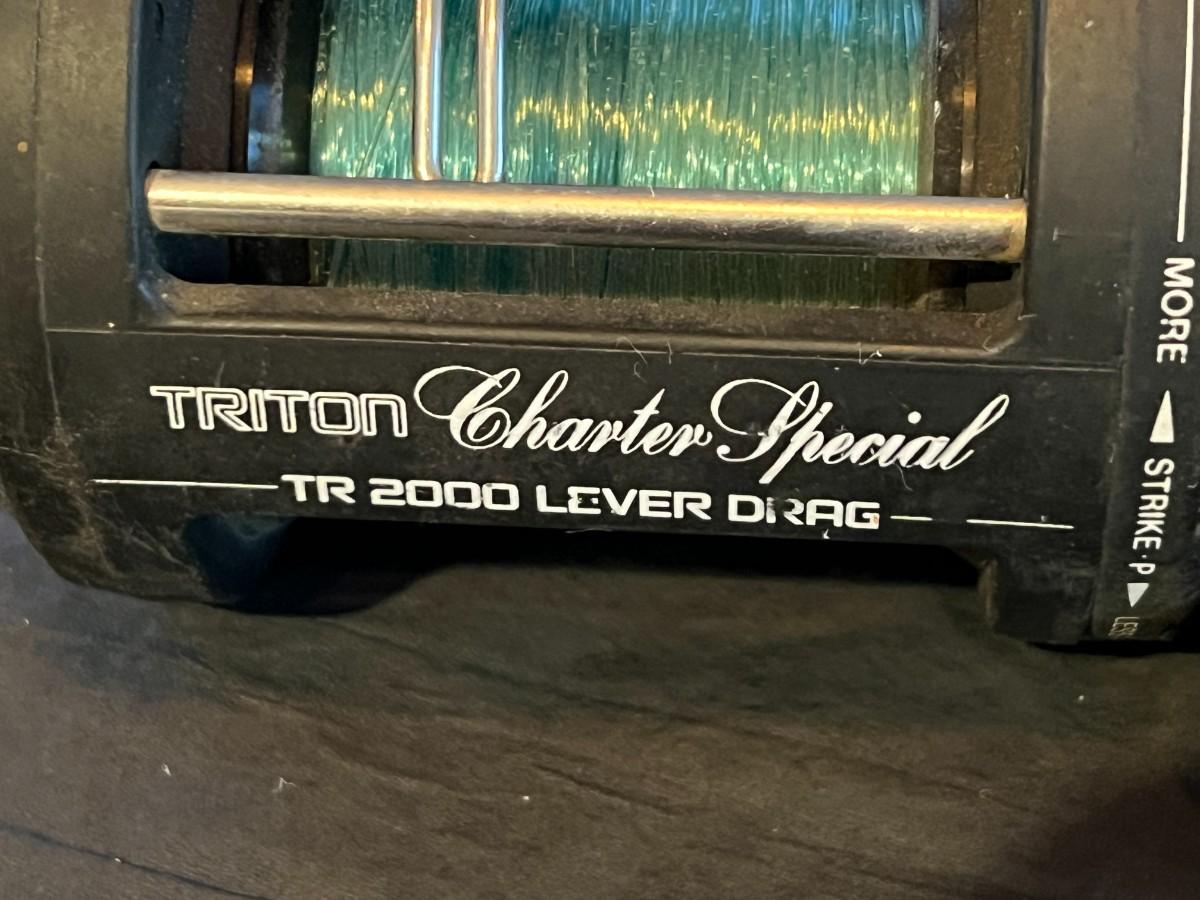 TRITON Charter Special
TR 2000 LEVER DRAG
MORE ◀ STRIKE · P ▶